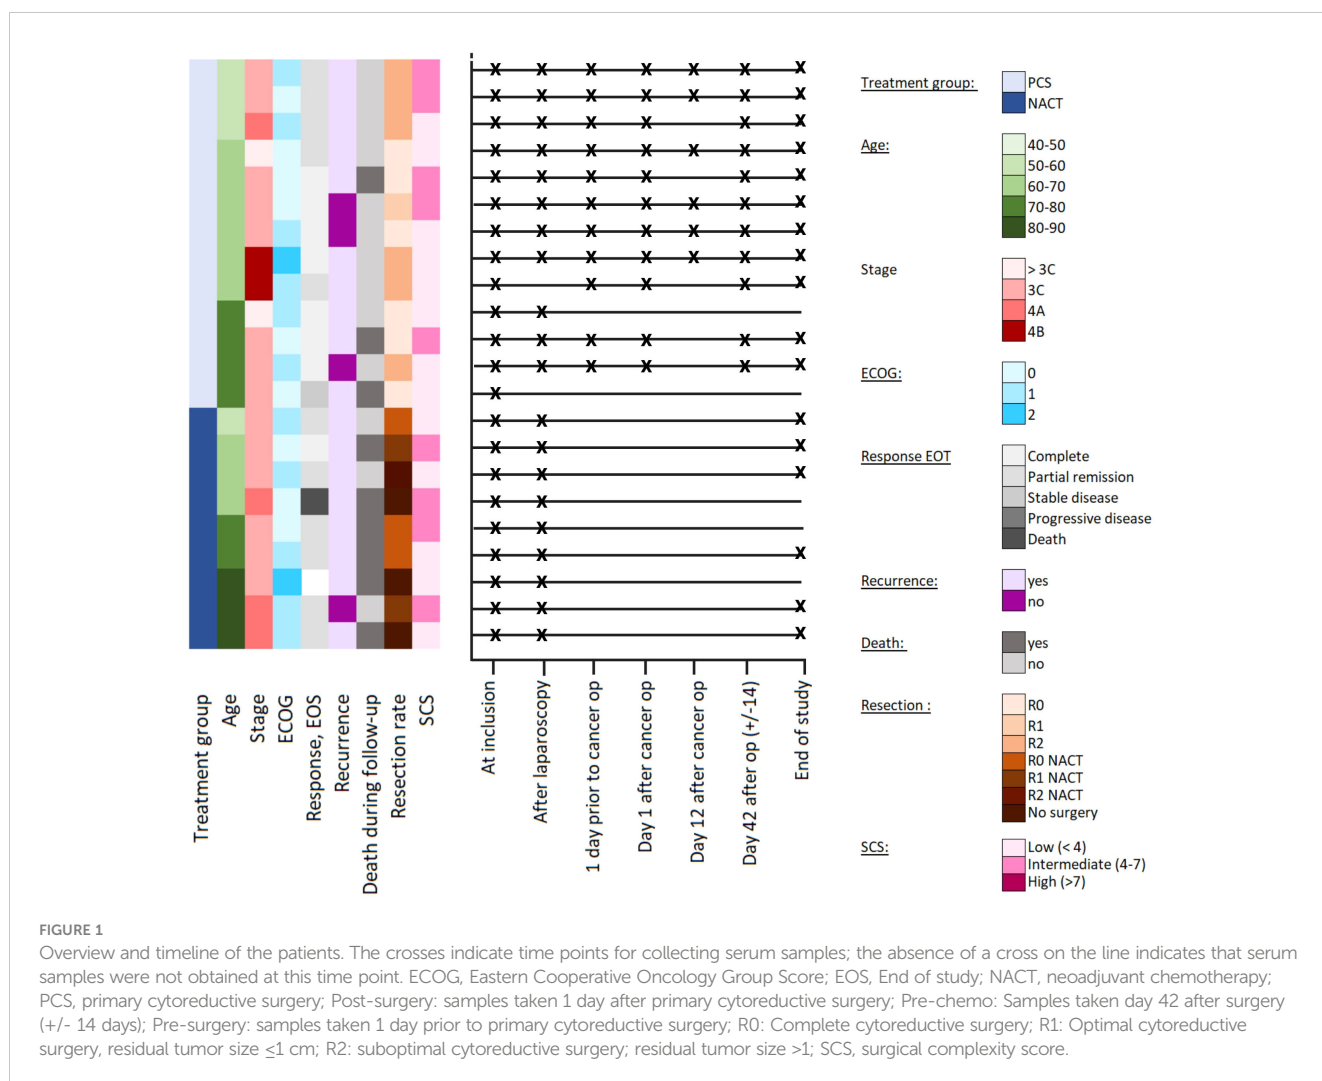 Treatment group:
PCS
NACT
Age:
40-50
50-60
60-70
70-80
80-90
Stage
> 3C
3C
4A
4B
ECOG:
0
1
2
Response EOT
Complete
Partial remission
Stable disease
Progressive disease
Death
Recurrence:
yes
no
Death:
yes
no
Resection :
R0
R1
R2
R0 NACT
R1 NACT
R2 NACT
No surgery
SCS:
Low (< 4)
Intermediate (4-7)
High (>7)
X X X X X X X
X X X X X X X
X X X X X X
X X X X X X X
X X X X X X
X X X X X X X
X X X X X X X
X X X X X X X
X X X X X
X X
X X X X X X
X X X X X X
X
X X X
X X X
X X X
X X
X X
X X X
X X
X X X
X X X
Treatment group
Age
Stage
ECOG
Response, EOS
Recurrence
Death during follow-up
Resection rate
SCS
At inclusion
After laparoscopy
1 day prior to cancer op
Day 1 after cancer op
Day 12 after cancer op
Day 42 after op (+/-14)
End of study
FIGURE 1
Overview and timeline of the patients. The crosses indicate time points for collecting serum samples; the absence of a cross on the line indicates that serum
samples were not obtained at this time point. ECOG, Eastern Cooperative Oncology Group Score; EOS, End of study; NACT, neoadjuvant chemotherapy;
PCS, primary cytoreductive surgery; Post-surgery: samples taken 1 day after primary cytoreductive surgery; Pre-chemo: Samples taken day 42 after surgery
(+/- 14 days); Pre-surgery: samples taken 1 day prior to primary cytoreductive surgery; R0: Complete cytoreductive surgery; R1: Optimal cytoreductive
surgery, residual tumor size ≤1 cm; R2: suboptimal cytoreductive surgery; residual tumor size >1; SCS, surgical complexity score.